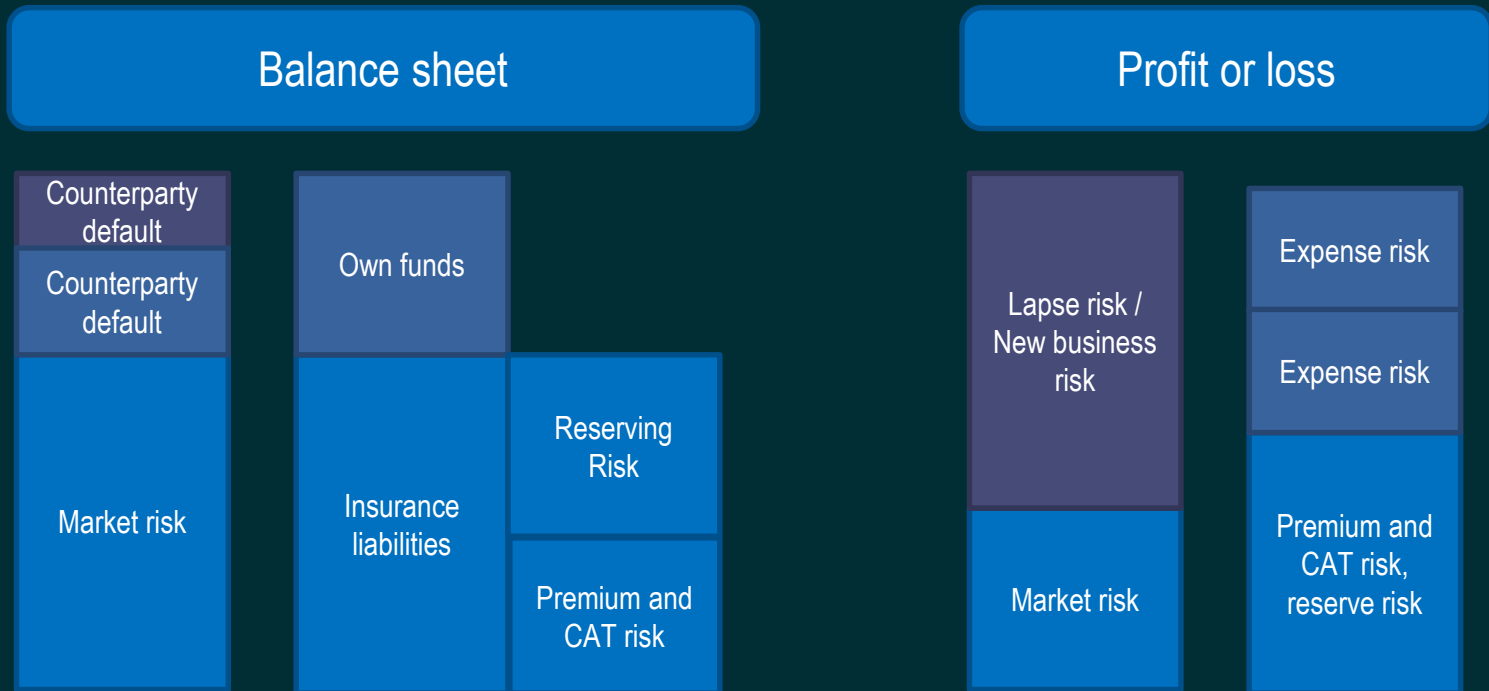 Balance sheet
Profit or loss
Counterparty
default
Counterparty
default
Market risk
Own funds
Insurance
liabilities
Reserving
Risk
Premium and
CAT risk
Lapse risk /
New business
risk
Market risk
Expense risk
Expense risk
Premium and
CAT risk,
reserve risk